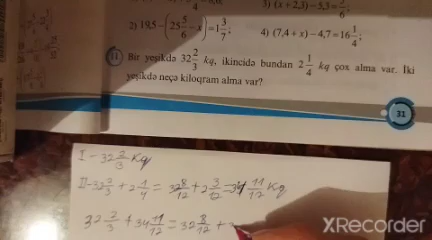 3) (x+2,3)−5,3=2/6;
2) 19,5−(25 5/6−x)=1 3/7;
4) (7,4+x)−4,7=16 1/4;
11 Bir yeşikdə 32 2/3 kq, ikincidə bundan 2 1/4 kq çox alma var. İki
yeşikdə neçə kiloqram alma var?
31
I−32 2/3 kq
II−32 2/3+2 1/4=32 8/12+2 3/12=34 11/12 kq
32 2/3+34 11/12=32 8/12+3
XRecorder